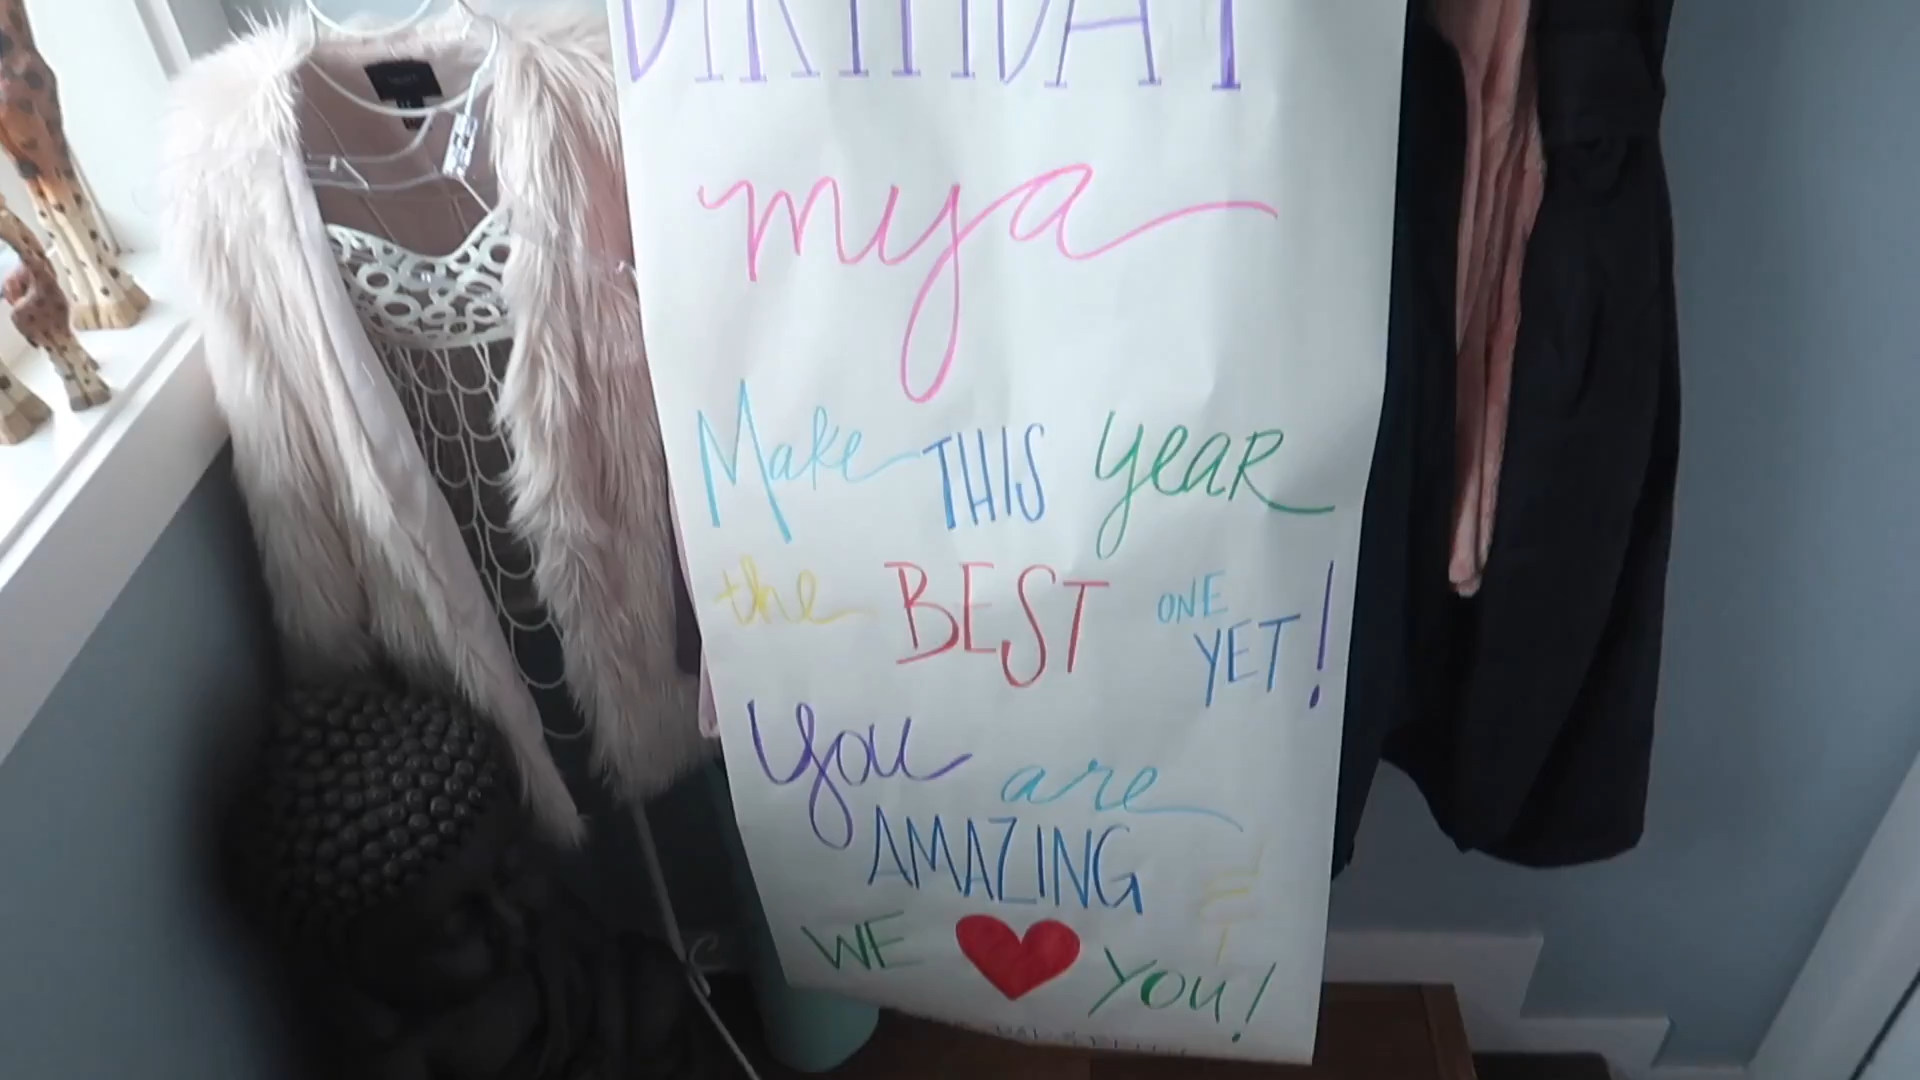 BIRTHDAY
mya
Make THIS year
the BEST ONE
YET!
You are
AMAZING &
WE ❤ YOU!